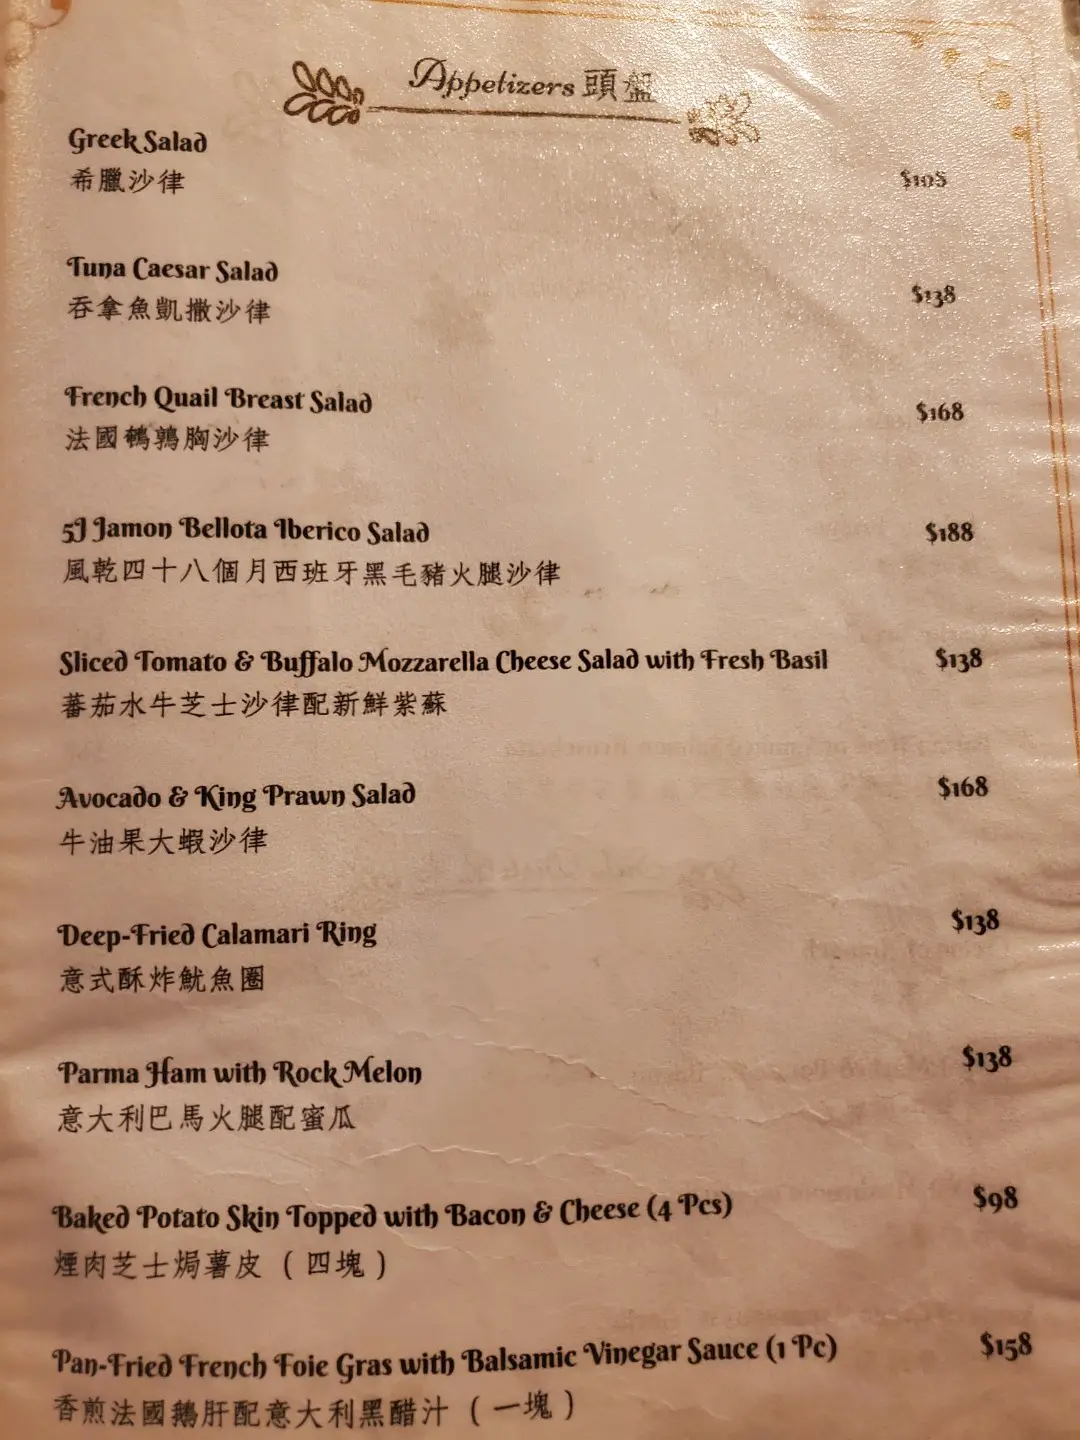 Appetizers 頭盤
Greek Salad
希臘沙律
$108
Tuna Caesar Salad
吞拿魚凱撒沙律
$138
French Quail Breast Salad
法國鵪鶉胸沙律
$168
5J Jamon Bellota Iberico Salad
風乾四十八個月西班牙黑毛豬火腿沙律
$188
Sliced Tomato & Buffalo Mozzarella Cheese Salad with Fresh Basil
蕃茄水牛芝士沙律配新鮮紫蘇
$138
Avocado & King Prawn Salad
牛油果大蝦沙律
$168
Deep-Fried Calamari Ring
意式酥炸魷魚圈
$138
Parma Ham with Rock Melon
意大利巴馬火腿配蜜瓜
$138
Baked Potato Skin Topped with Bacon & Cheese (4 Pcs)
煙肉芝士焗薯皮 (四塊)
$98
Pan-Fried French Foie Gras with Balsamic Vinegar Sauce (1 Pc)
香煎法國鵝肝配意大利黑醋汁 (一塊)
$158